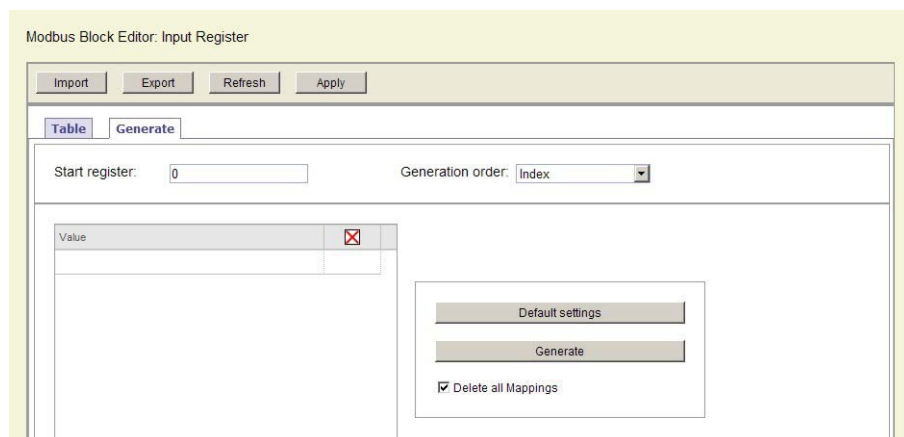 Modbus Block Editor: Input Register
Import Export Refresh Apply
Table Generate
Start register: 0 Generation order: Index
Value
Default settings
Generate
Delete all Mappings